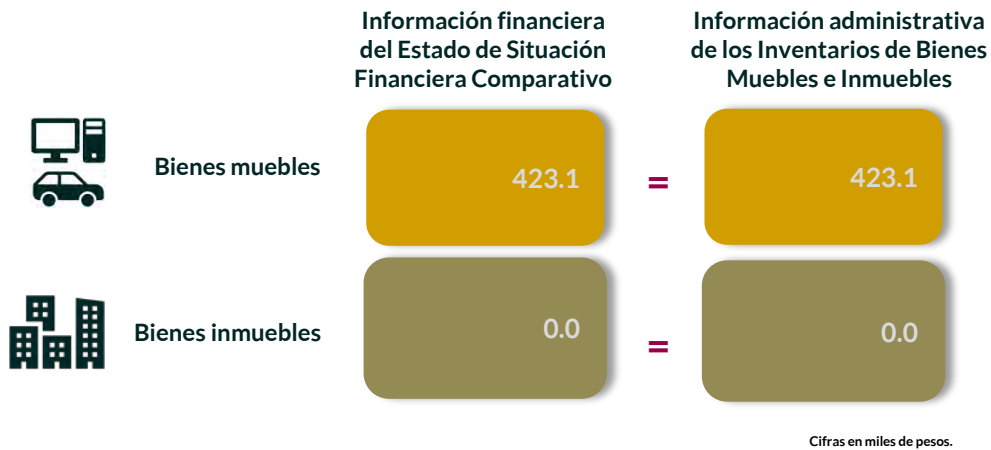 Información financiera
del Estado de Situación
Financiera Comparativo
Información administrativa
de los Inventarios de Bienes
Muebles e Inmuebles
Bienes muebles
423.1
=
423.1
Bienes inmuebles
0.0
=
0.0
Cifras en miles de pesos.